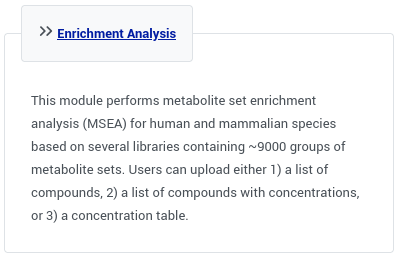 >> Enrichment Analysis
This module performs metabolite set enrichment
analysis (MSEA) for human and mammalian species
based on several libraries containing ~9000 groups of
metabolite sets. Users can upload either 1) a list of
compounds, 2) a list of compounds with concentrations,
or 3) a concentration table.